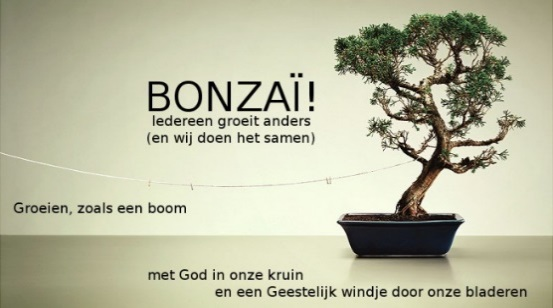 BONZAÏ!
Iedereen groeit anders
(en wij doen het samen)
Groeien, zoals een boom
met God in onze kruin
en een Geestelijk windje door onze bladeren